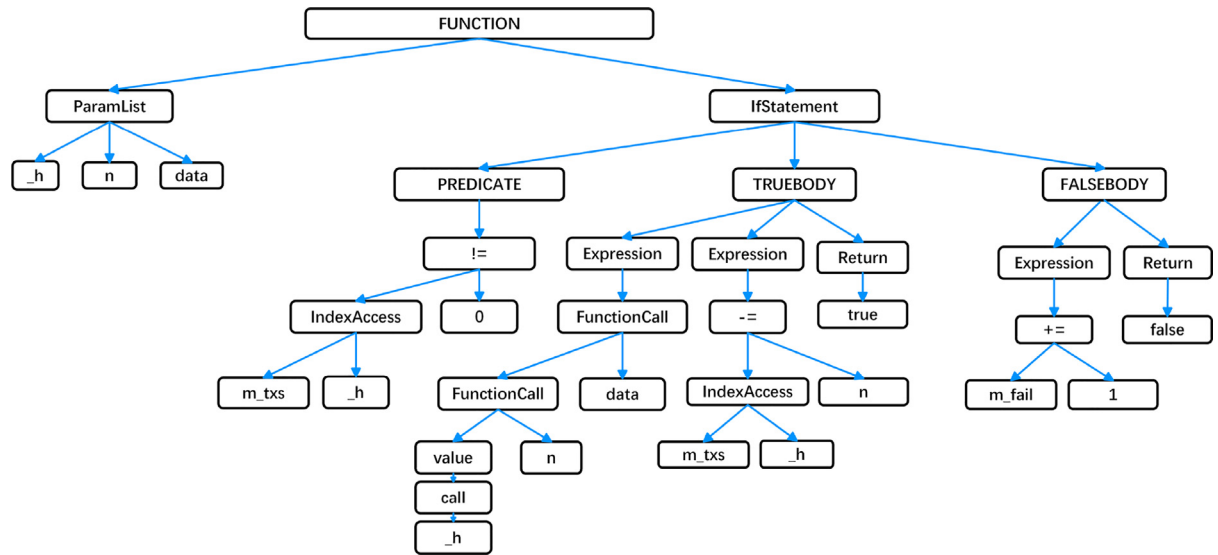 FUNCTION
ParamList IfStatement
_h n data PREDICATE TRUEBODY FALSEBODY
!= Expression Expression Return Expression Return
IndexAccess 0 FunctionCall -= true += false
m_txs _h FunctionCall data IndexAccess n m_fail 1
value n m_txs _h
call
_h